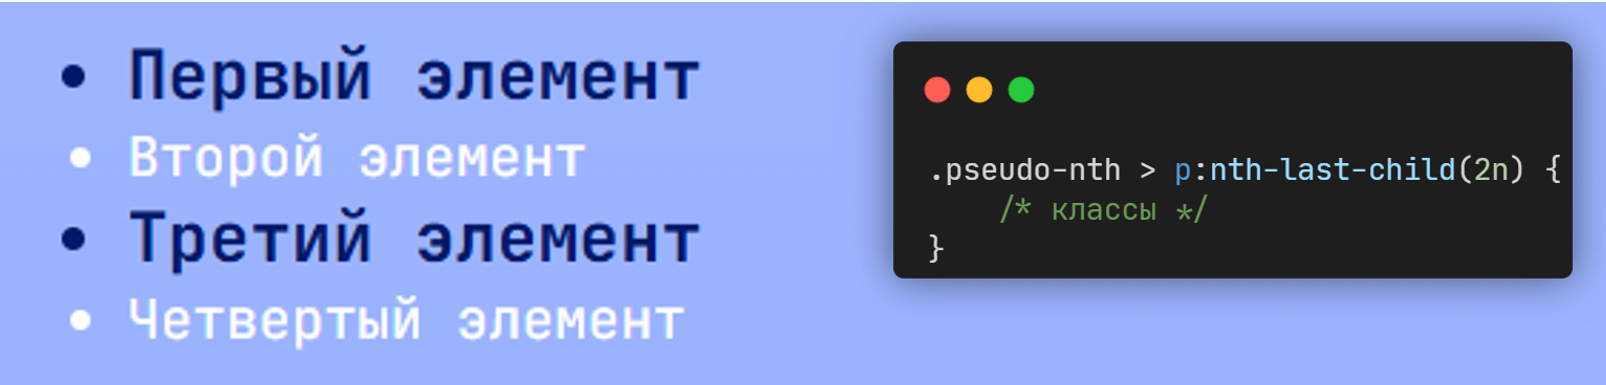 • Первый элемент
• Второй элемент
• Третий элемент
• Четвертый элемент
.pseudo-nth > p:nth-last-child(2n) {
/* классы */
}